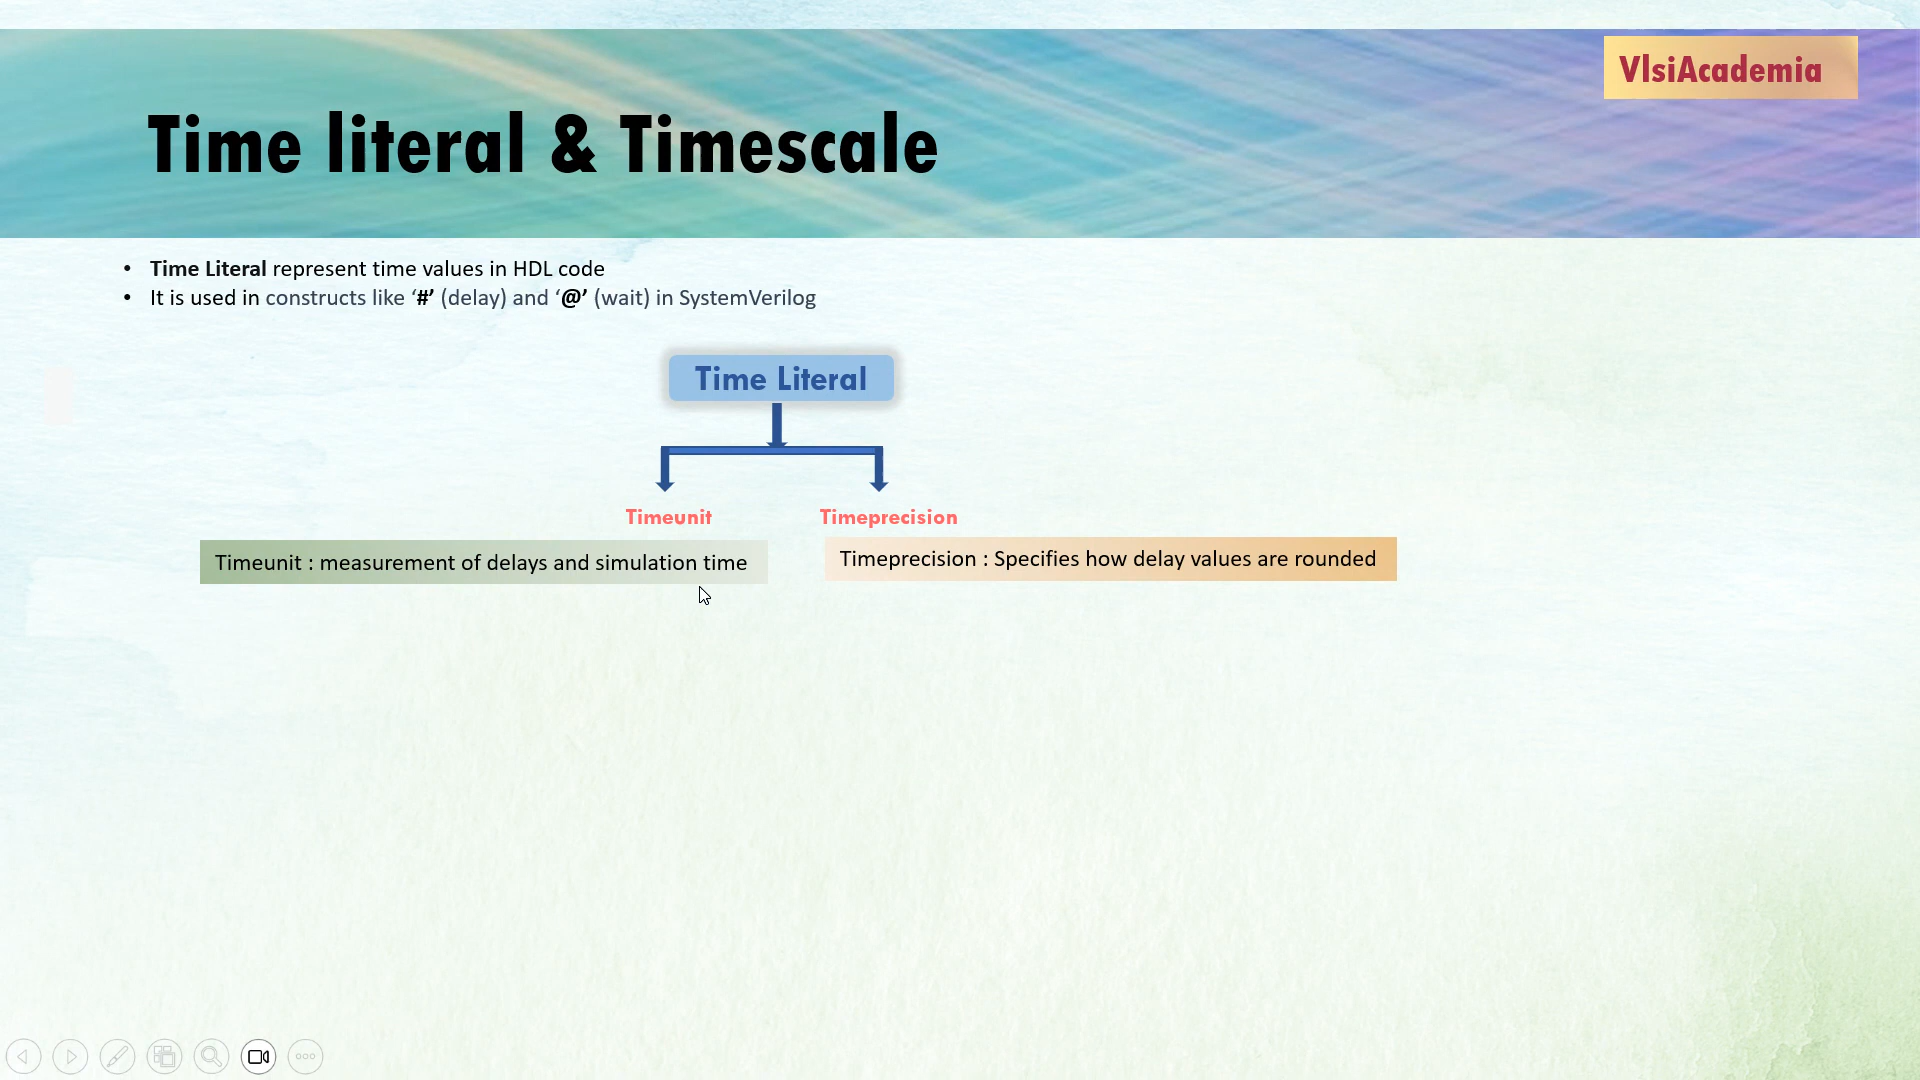 VlsiAcademia
Time literal & Timescale
• Time Literal represent time values in HDL code
• It is used in constructs like ‘#’ (delay) and ‘@’ (wait) in SystemVerilog
Time Literal
Timeunit
Timeprecision
Timeunit : measurement of delays and simulation time
Timeprecision : Specifies how delay values are rounded